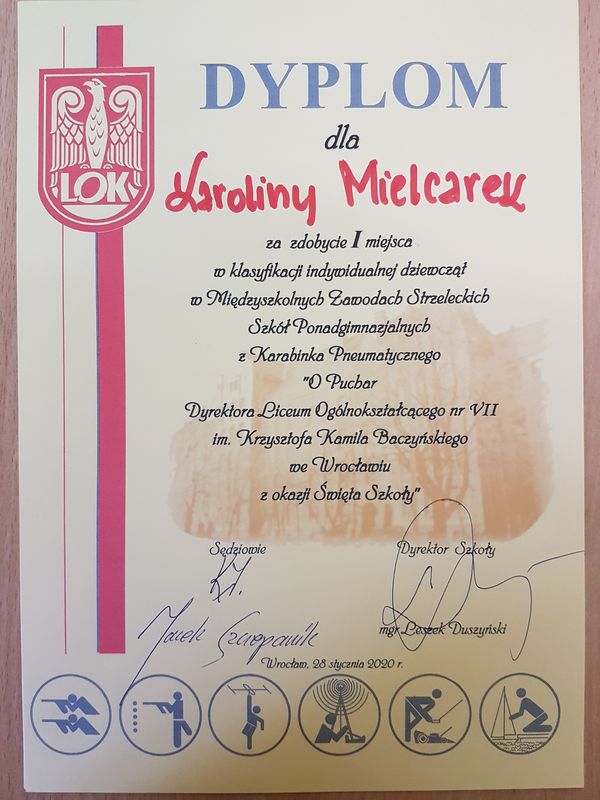 DYPLOM
LOK
dla
Karoliny Mielcarek
za zdobycie I miejsca
w klasyfikacji indywidualnej dziewcząt
w Międzyszkolnych Zawodach Strzeleckich
Szkół Ponadgimnazjalnych
z Karabinka Pneumatycznego
"O Puchar
Dyrektora Liceum Ogólnokształcącego nr VII
im. Krzysztofa Kamila Baczyńskiego
we Wrocławiu
z okazji Święta Szkoły"
Sędziowie Dyrektor Szkoły
Szczepanik
mgr Leszek Duszyński
Wrocław, 28 stycznia 2020 r.